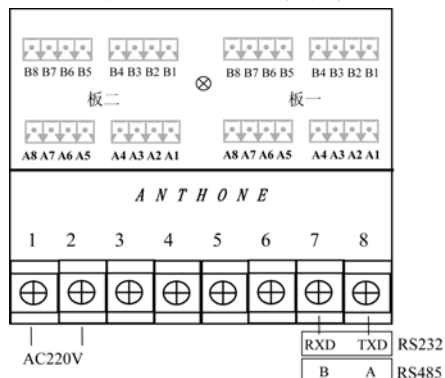 B8 B7 B6 B5 B4 B3 B2 B1 B8 B7 B6 B5 B4 B3 B2 B1
板二 板一
A8 A7 A6 A5 A4 A3 A2 A1 A8 A7 A6 A5 A4 A3 A2 A1
ANTHONE
1 2 3 4 5 6 7 8
RXD TXD RS232
AC220V
B A RS485